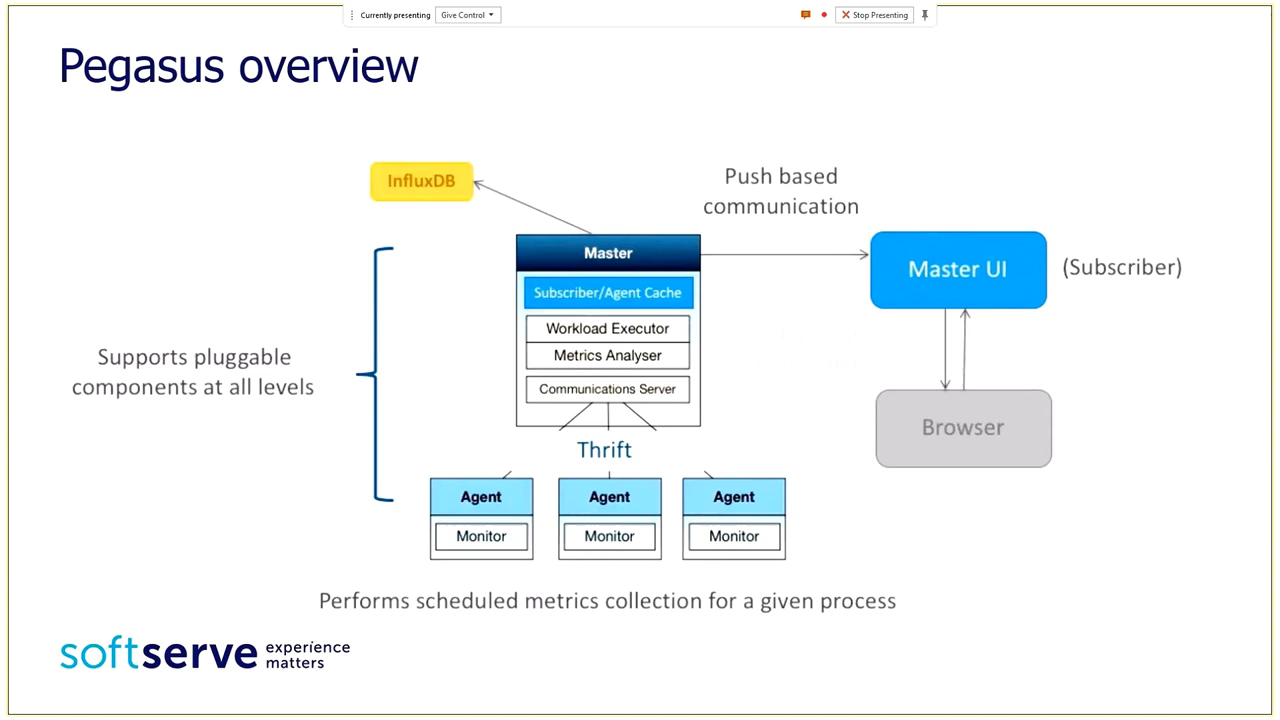 Currently presenting
Give Control
Stop Presenting
Pegasus overview
InfluxDB
Push based
communication
Master
Subscriber/Agent Cache
Workload Executor
Metrics Analyser
Communications Server
Master UI
(Subscriber)
Supports pluggable
components at all levels
Browser
Thrift
Agent
Agent
Agent
Monitor
Monitor
Monitor
Performs scheduled metrics collection for a given process
softserve
experience
matters